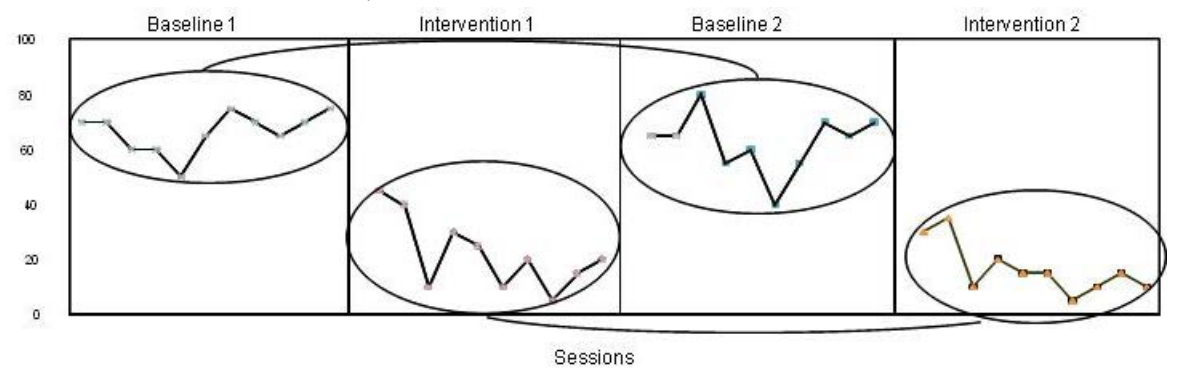 Baseline 1
Intervention 1
Baseline 2
Intervention 2
100
80
60
40
20
0
Sessions